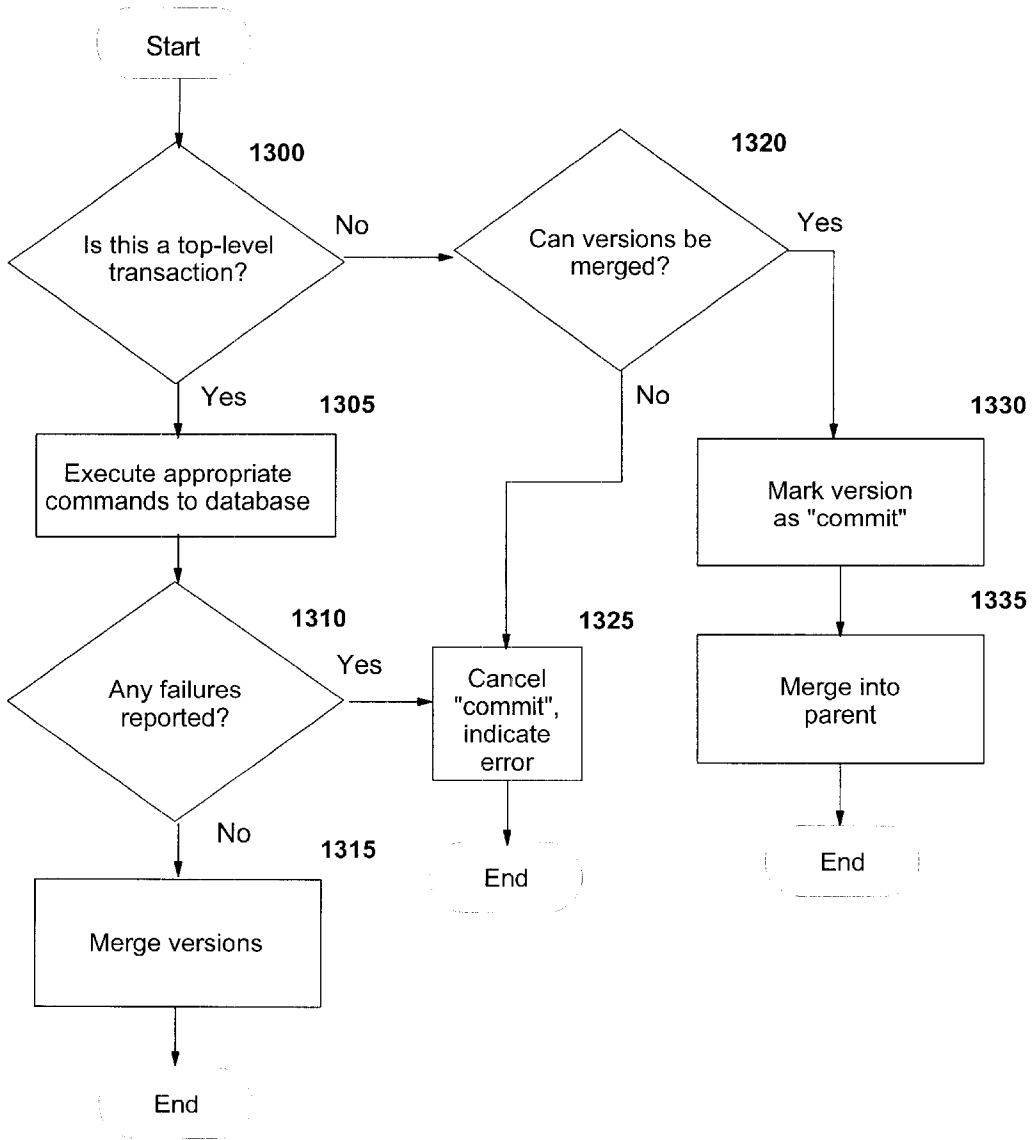 Start
1300
Is this a top-level
transaction?
No
1320
Can versions be
merged?
Yes
Yes
1305
Execute appropriate
commands to database
No
1330
Mark version
as "commit"
1310
Any failures
reported?
Yes
1325
Cancel
"commit",
indicate
error
1335
Merge into
parent
No
1315
Merge versions
End
End
End